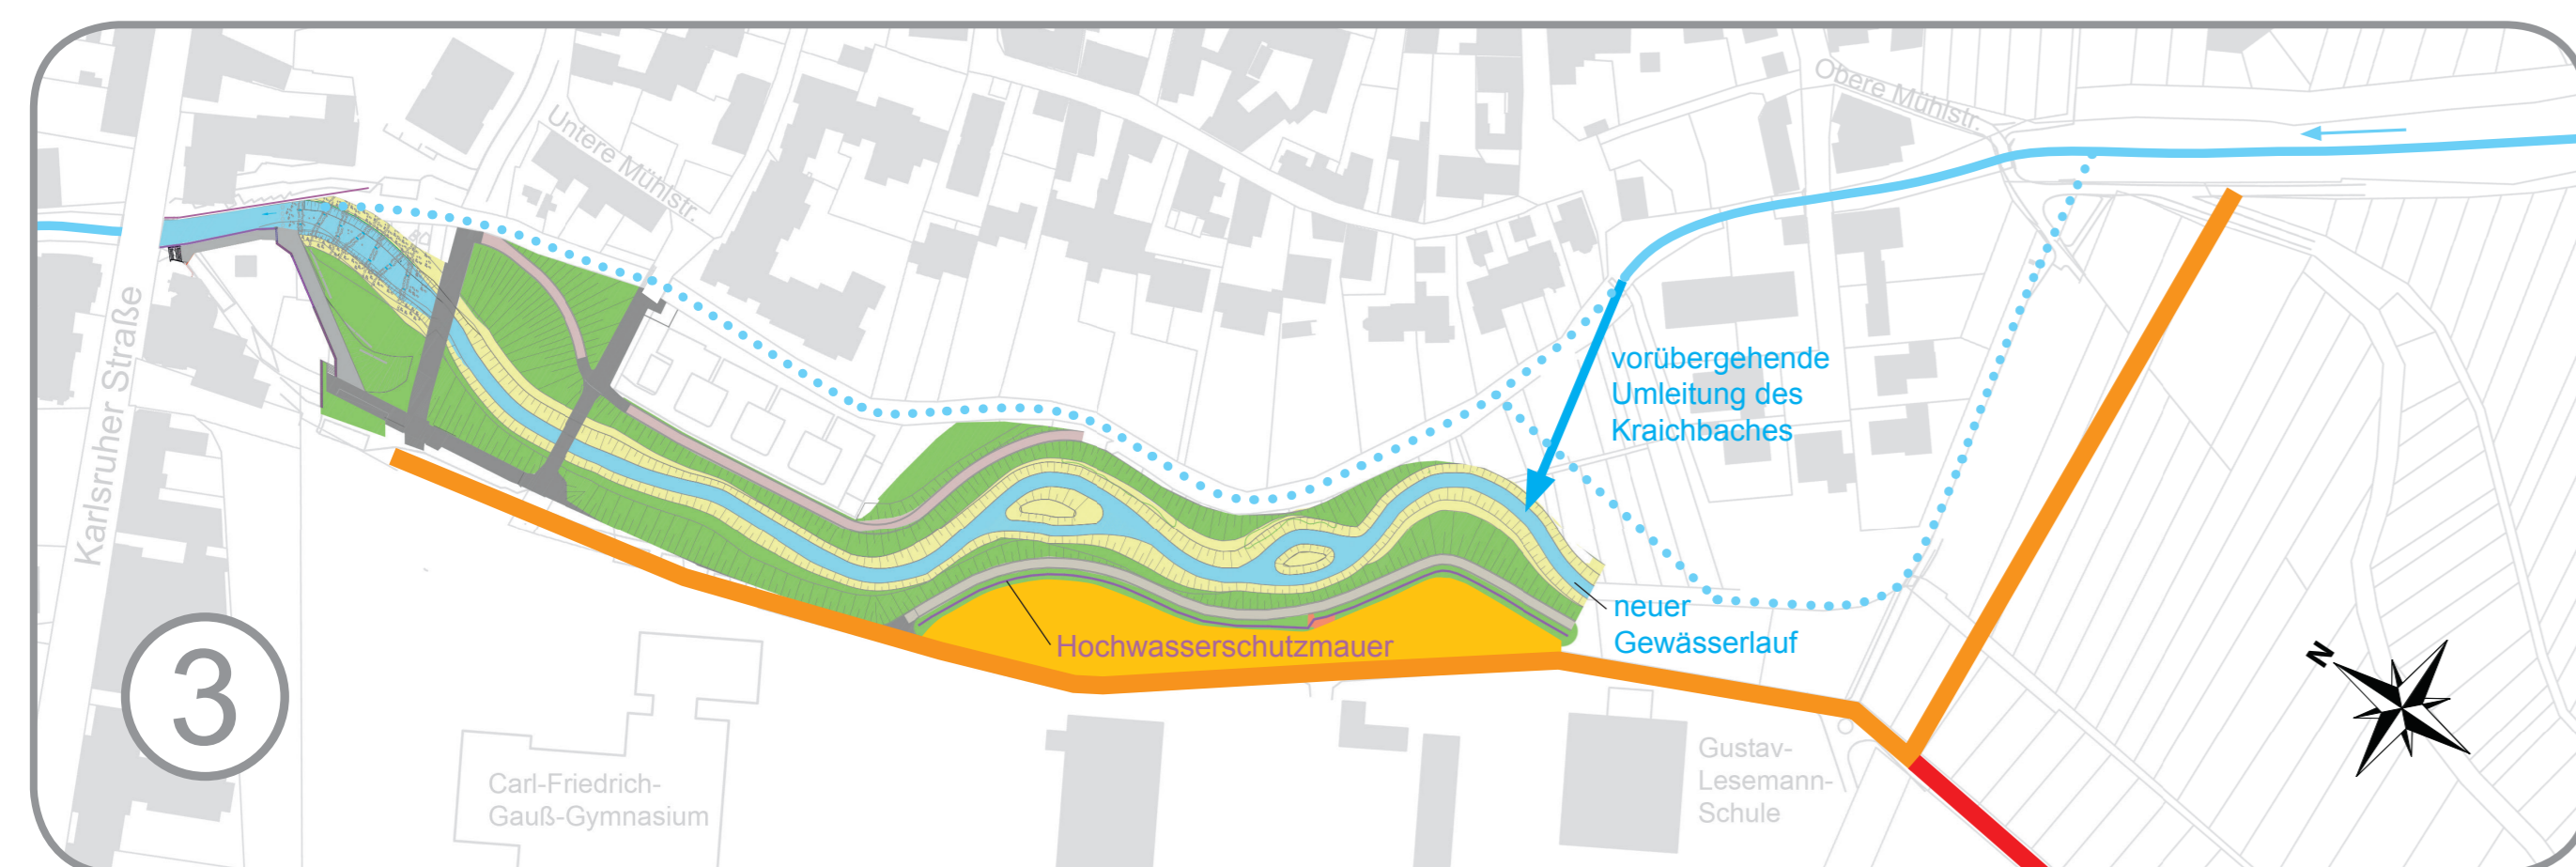 Obere Mühlstr.
Untere Mühlstr.
Karlsruher Straße
vorübergehende
Umleitung des
Kraichbaches
neuer
Gewässerlauf
Hochwasserschutzmauer
N
3
Carl-Friedrich-
Gauß-Gymnasium
Gustav-
Lesemann-
Schule